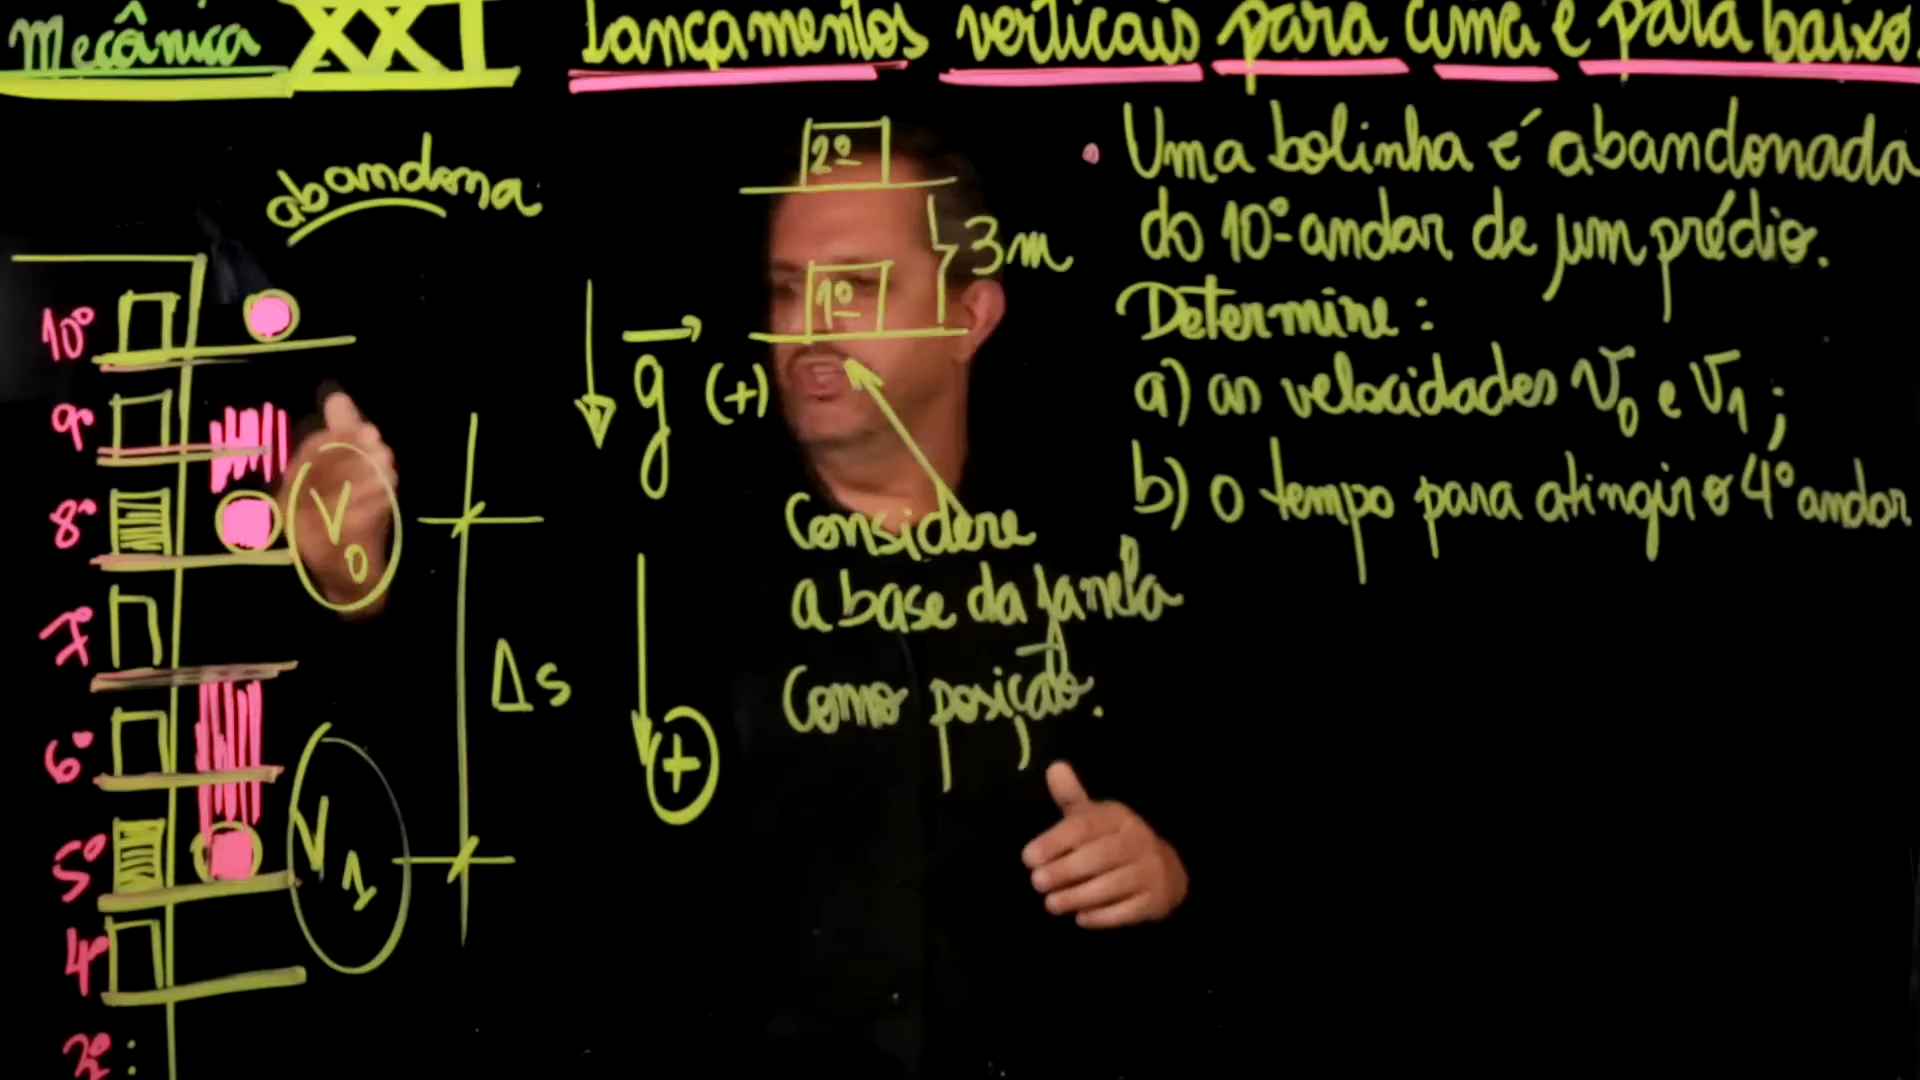 Mecânica XXI Lançamentos verticais para cima e para baixo.
abandona
10º
9º
8º
7º
6º
5º
4º
2º :
V0
V1
Δs
g (+)
+
2º
1º
3m
Considere
a base da janela
como posição.
• Uma bolinha é abandonada
do 10º andar de um prédio.
Determine:
a) as velocidades V0 e V1;
b) o tempo para atingir o 4º andar